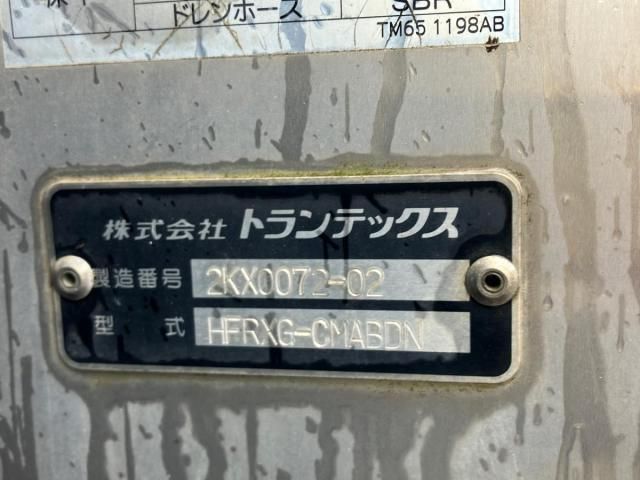 ドレンホース SBR
TM65 1198AB
株式会社 トランテックス
製造番号 2KX0072-02
型式 HFRXG-CMABDN